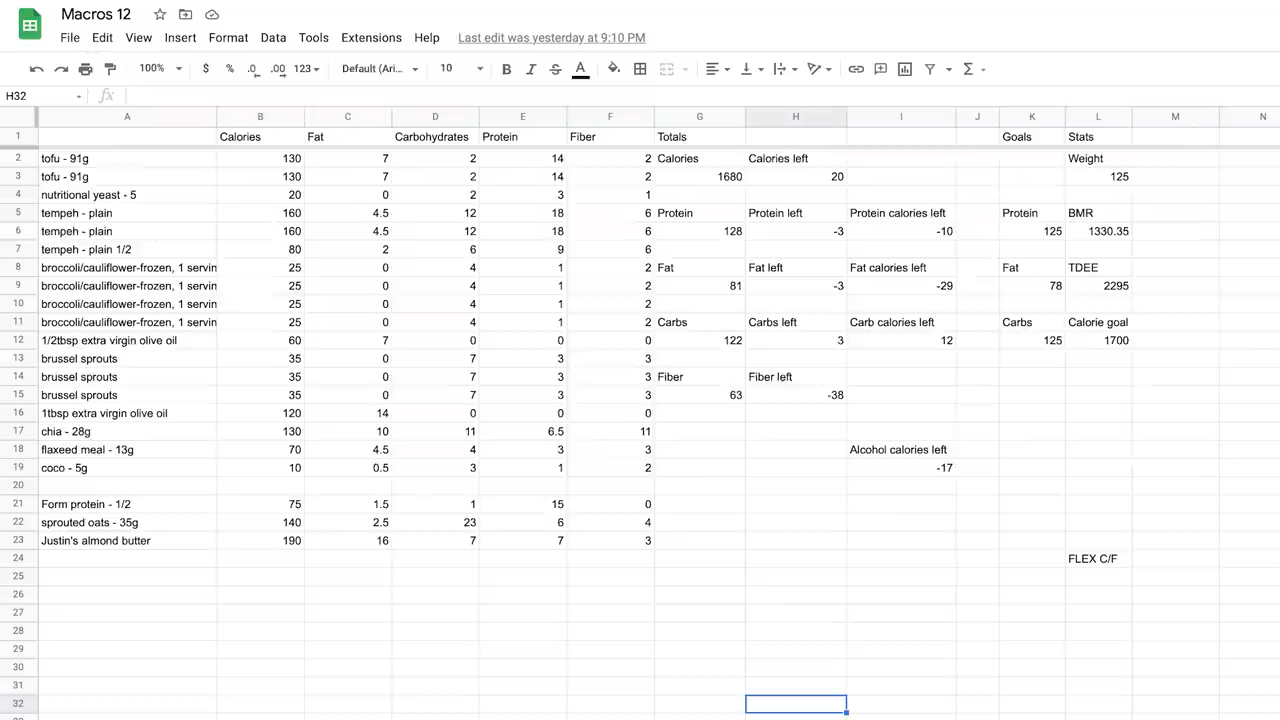 Macros 12
File Edit View Insert Format Data Tools Extensions Help Last edit was yesterday at 9:10 PM
100% $ % .0 .00 123 Default (Ari... 10 B I S A
H32 fx
A B C D E F G H I J K L M N
1 Calories Fat Carbohydrates Protein Fiber Totals Goals Stats
2 tofu - 91g 130 7 2 14 2 Calories Calories left Weight
3 tofu - 91g 130 7 2 14 2 1680 20 125
4 nutritional yeast - 5 20 0 2 3 1
5 tempeh - plain 160 4.5 12 18 6 Protein Protein left Protein calories left Protein BMR
6 tempeh - plain 160 4.5 12 18 6 128 -3 -10 125 1330.35
7 tempeh - plain 1/2 80 2 6 9 6
8 broccoli/cauliflower-frozen, 1 servin 25 0 4 1 2 Fat Fat left Fat calories left Fat TDEE
9 broccoli/cauliflower-frozen, 1 servin 25 0 4 1 2 81 -3 -29 78 2295
10 broccoli/cauliflower-frozen, 1 servin 25 0 4 1 2
11 broccoli/cauliflower-frozen, 1 servin 25 0 4 1 2 Carbs Carbs left Carb calories left Carbs Calorie goal
12 1/2tbsp extra virgin olive oil 60 7 0 0 0 122 3 12 125 1700
13 brussel sprouts 35 0 7 3 3
14 brussel sprouts 35 0 7 3 3 Fiber Fiber left
15 brussel sprouts 35 0 7 3 3 63 -38
16 1tbsp extra virgin olive oil 120 14 0 0 0
17 chia - 28g 130 10 11 6.5 11
18 flaxeed meal - 13g 70 4.5 4 3 3 Alcohol calories left
19 coco - 5g 10 0.5 3 1 2 -17
20
21 Form protein - 1/2 75 1.5 1 15 0
22 sprouted oats - 35g 140 2.5 23 6 4
23 Justin's almond butter 190 16 7 7 3
24 FLEX C/F
25
26
27
28
29
30
31
32